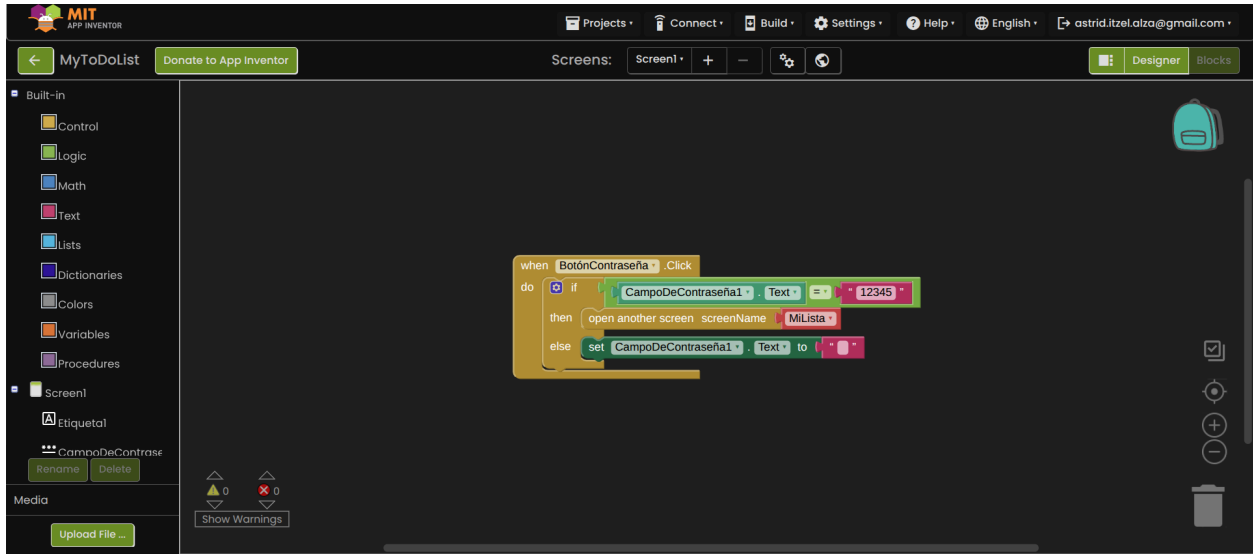 MIT
APP INVENTOR
Projects Connect Build Settings Help English astrid.itzel.alza@gmail.com
MyToDoList Donate to App Inventor Screens: Screen1 + - Designer Blocks
Built-in
Control
Logic
Math
Text
Lists
Dictionaries
Colors
Variables
Procedures
Screen1
Etiqueta1
CampoDeContrase
Rename Delete
Media
Upload File ...
when BotónContraseña .Click
do if CampoDeContraseña1 . Text = " 12345 "
then open another screen screenName MiLista
else set CampoDeContraseña1 . Text to " "
0 0
Show Warnings